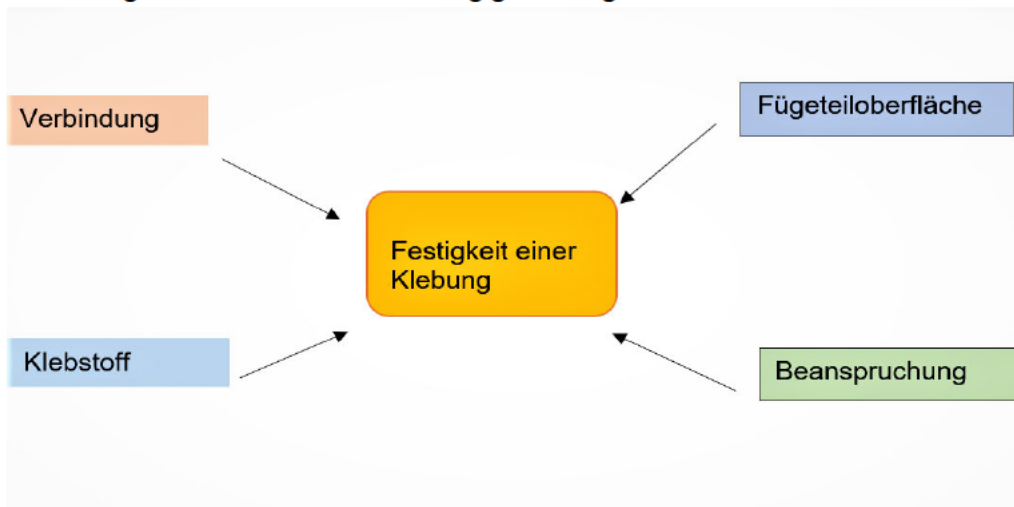 Verbindung
Fügeteiloberfläche
Festigkeit einer
Klebung
Klebstoff
Beanspruchung